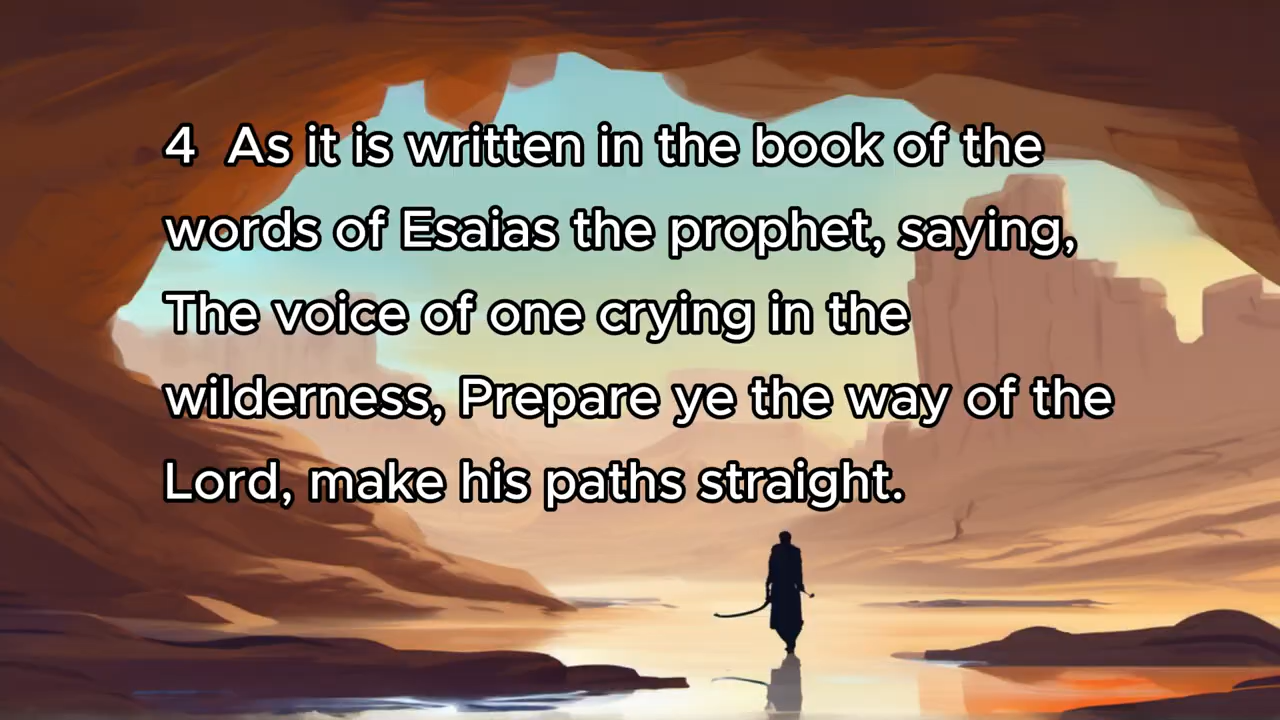 4 As it is written in the book of the
words of Esaias the prophet, saying,
The voice of one crying in the
wilderness, Prepare ye the way of the
Lord, make his paths straight.